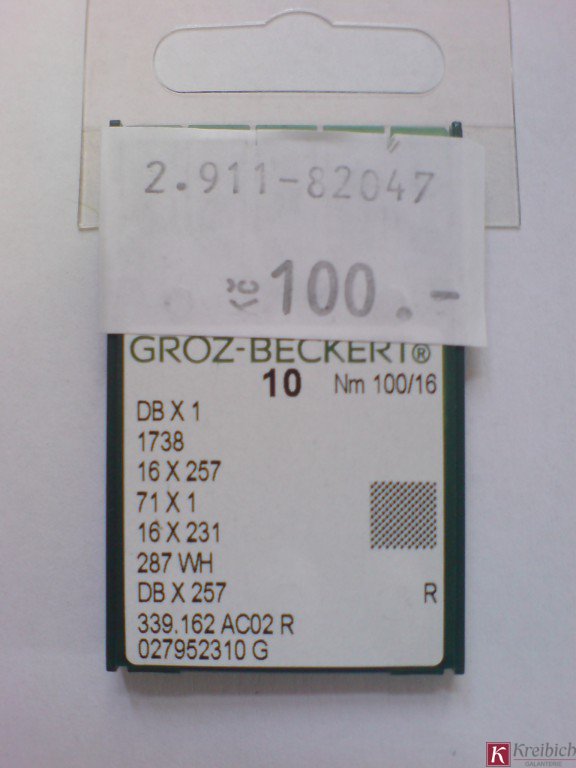 2.911-82047
Kč 100.-
GROZ-BECKERT®
10 Nm 100/16
DB X 1
1738
16 X 257
71 X 1
16 X 231
287 WH
DB X 257 R
339.162 AC02 R
027952310 G
K Kreibich
GALANTERIE